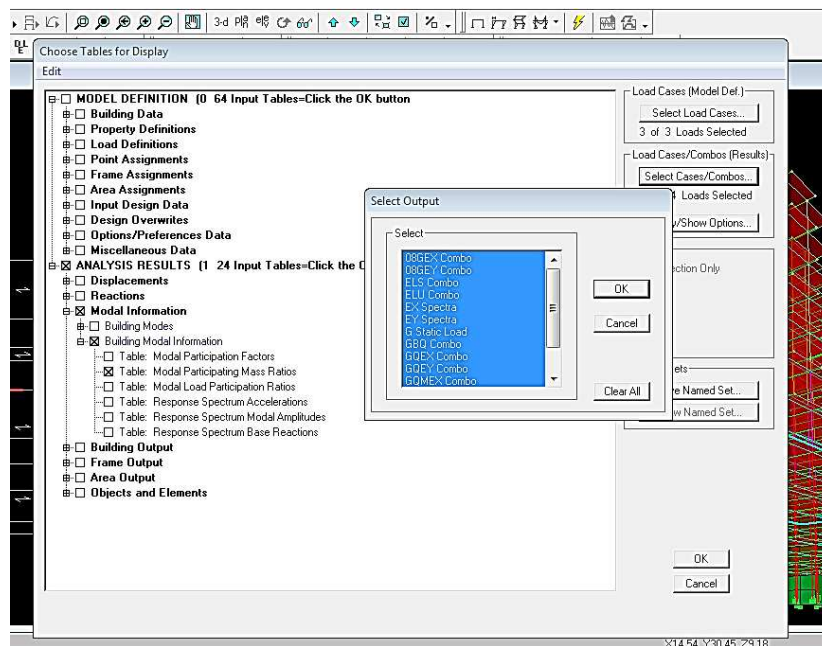 3-d
Choose Tables for Display
Edit
MODEL DEFINITION (0 64 Input Tables=Click the OK button
Building Data
Property Definitions
Load Definitions
Point Assignments
Frame Assignments
Area Assignments
Input Design Data
Design Overwrites
Options/Preferences Data
Miscellaneous Data
ANALYSIS RESULTS (1 24 Input Tables=Click the O
Displacements
Reactions
Modal Information
Building Modes
Building Modal Information
Table: Modal Participation Factors
Table: Modal Participating Mass Ratios
Table: Modal Load Participation Ratios
Table: Response Spectrum Accelerations
Table: Response Spectrum Modal Amplitudes
Table: Response Spectrum Base Reactions
Building Output
Frame Output
Area Output
Objects and Elements
Load Cases (Model Def.)
Select Load Cases...
3 of 3 Loads Selected
Load Cases/Combos (Results)
Select Cases/Combos...
Loads Selected
y/Show Options...
ection Only
ets
e Named Set...
w Named Set...
OK
Cancel
Select Output
Select
08GEX Combo
08GEY Combo
ELS Combo
ELU Combo
EX Spectra
EY Spectra
G Static Load
GBQ Combo
GQEX Combo
GQEY Combo
GQMEX Combo
OK
Cancel
Clear All
X14.54 Y30.45 Z9.18